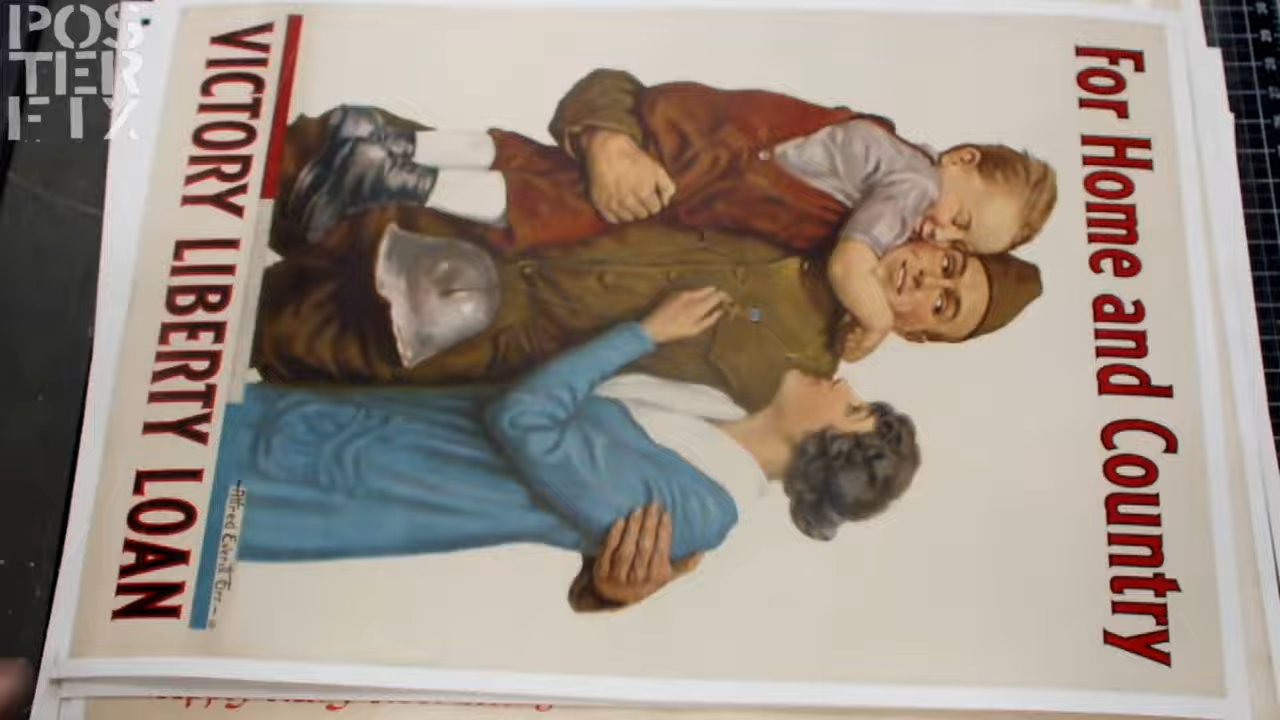 POS
TER
FIX
For Home and Country
Alfred Everitt Orr
VICTORY LIBERTY LOAN